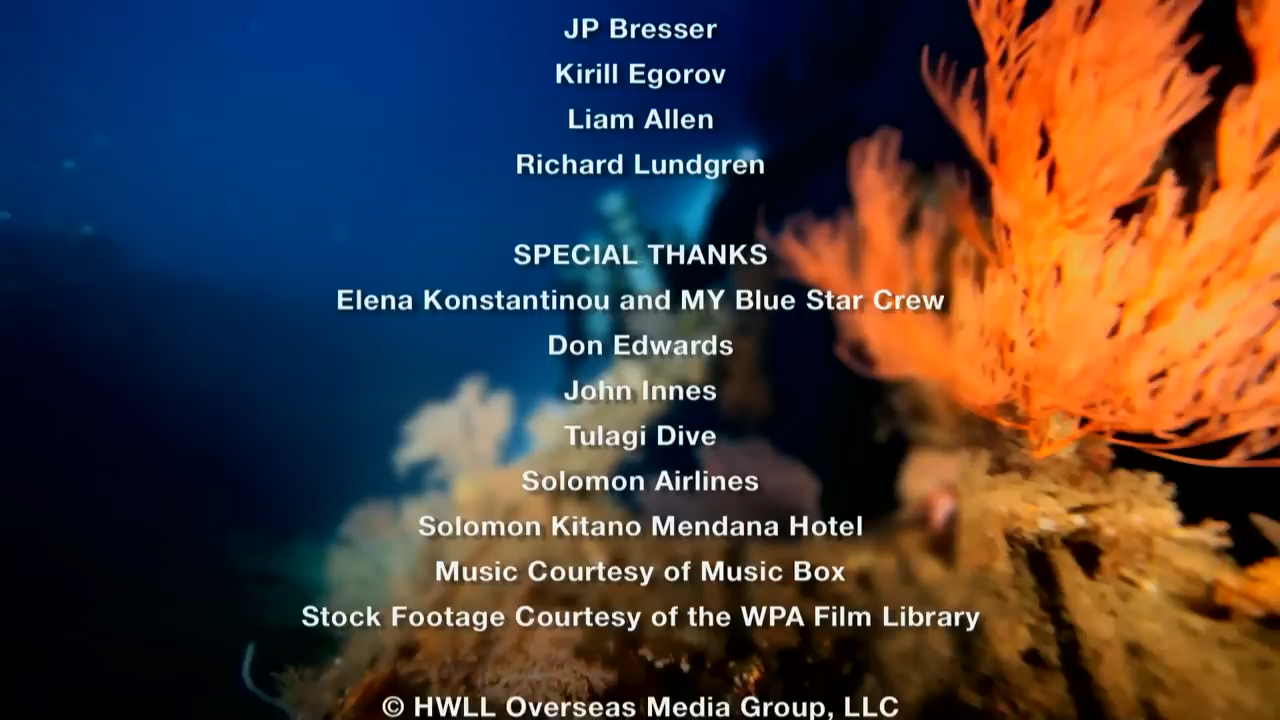 JP Bresser
Kirill Egorov
Liam Allen
Richard Lundgren
SPECIAL THANKS
Elena Konstantinou and MY Blue Star Crew
Don Edwards
John Innes
Tulagi Dive
Solomon Airlines
Solomon Kitano Mendana Hotel
Music Courtesy of Music Box
Stock Footage Courtesy of the WPA Film Library
© HWLL Overseas Media Group, LLC